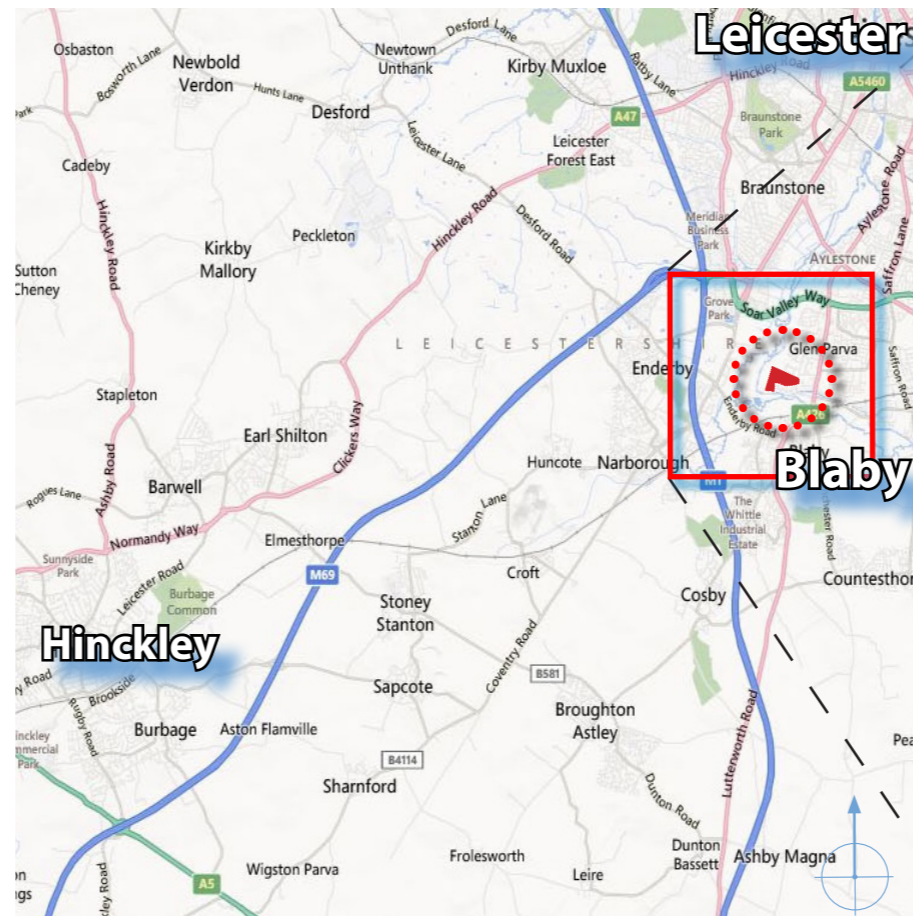 Leicester
Desford Lane
Osbaston
Bosworth Lane
Newbold
Verdon
Newtown
Unthank
Kirby Muxloe
Ratby Lane
Hinckley Road
A5460
Hunts Lane
Desford
A47
Braunstone
Park
Park
Leicester Lane
Leicester
Forest East
Cadeby
Braunstone
Aylestone Road
Hinckley Road
Hinckley Road
Desford Road
Meridian
Business
Park
Saffron Lane
Kirkby
Mallory
Peckleton
AYLESTONE
Sutton
Cheney
Grove
Park
Soar Valley Way
LEICESTERSHIRE
Glen Parva
Enderby
Saffron Road
Stapleton
Enderby Road
A426
Earl Shilton
Clickers Way
Blaby
Blaby
Huncote
Narborough
M1
Ashby Road
Rogues Lane
Barwell
Stanton Lane
The
Whittle
Industrial
Estate
Normandy Way
Elmesthorpe
Sunnyside
Park
Leicester Road
M69
Croft
Countesthor
Burbage
Common
Stoney
Stanton
Cosby
Hinckley
Coventry Road
B581
Brookside
Sapcote
Rugby Road
Burbage
Aston Flamville
Broughton
Astley
Lutterworth Road
Pea
B4114
Sharnford
Dunton Road
Dunton
Bassett
Ashby Magna
Frolesworth
Wigston Parva
A5
Leire